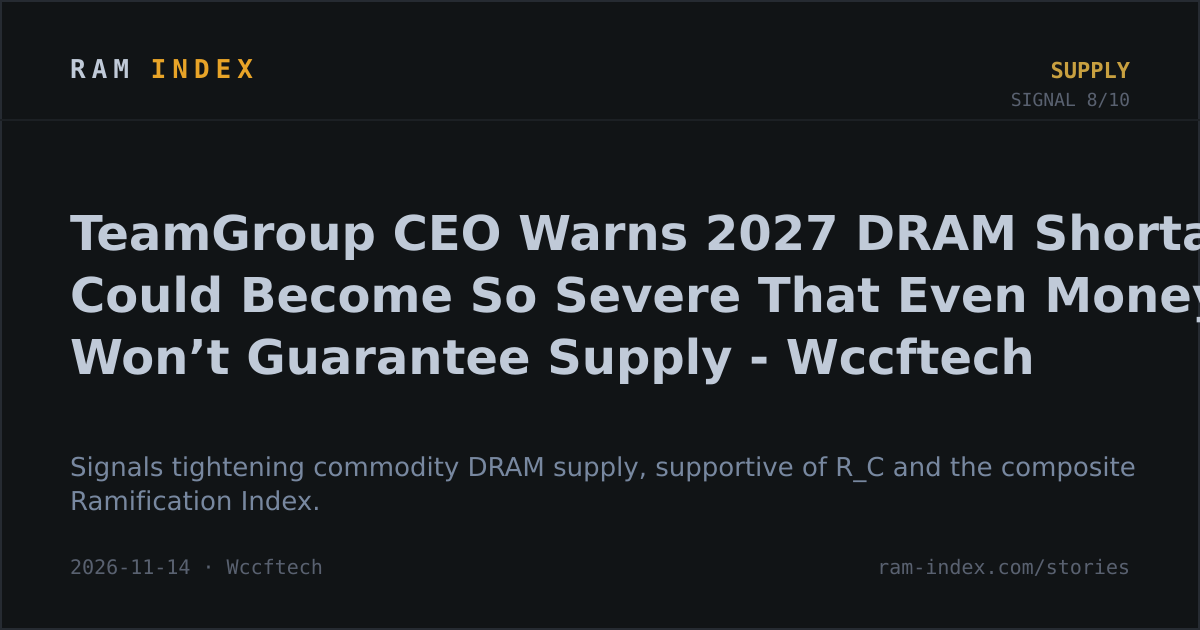 RAM INDEX
SUPPLY
SIGNAL 8/10
TeamGroup CEO Warns 2027 DRAM
Could Become So Severe That Even Money
Won’t Guarantee Supply - Wccftech
Signals tightening commodity DRAM supply, supportive of R_C and the composite
Ramification Index.
2026-11-14 · Wccftech
ram-index.com/stories